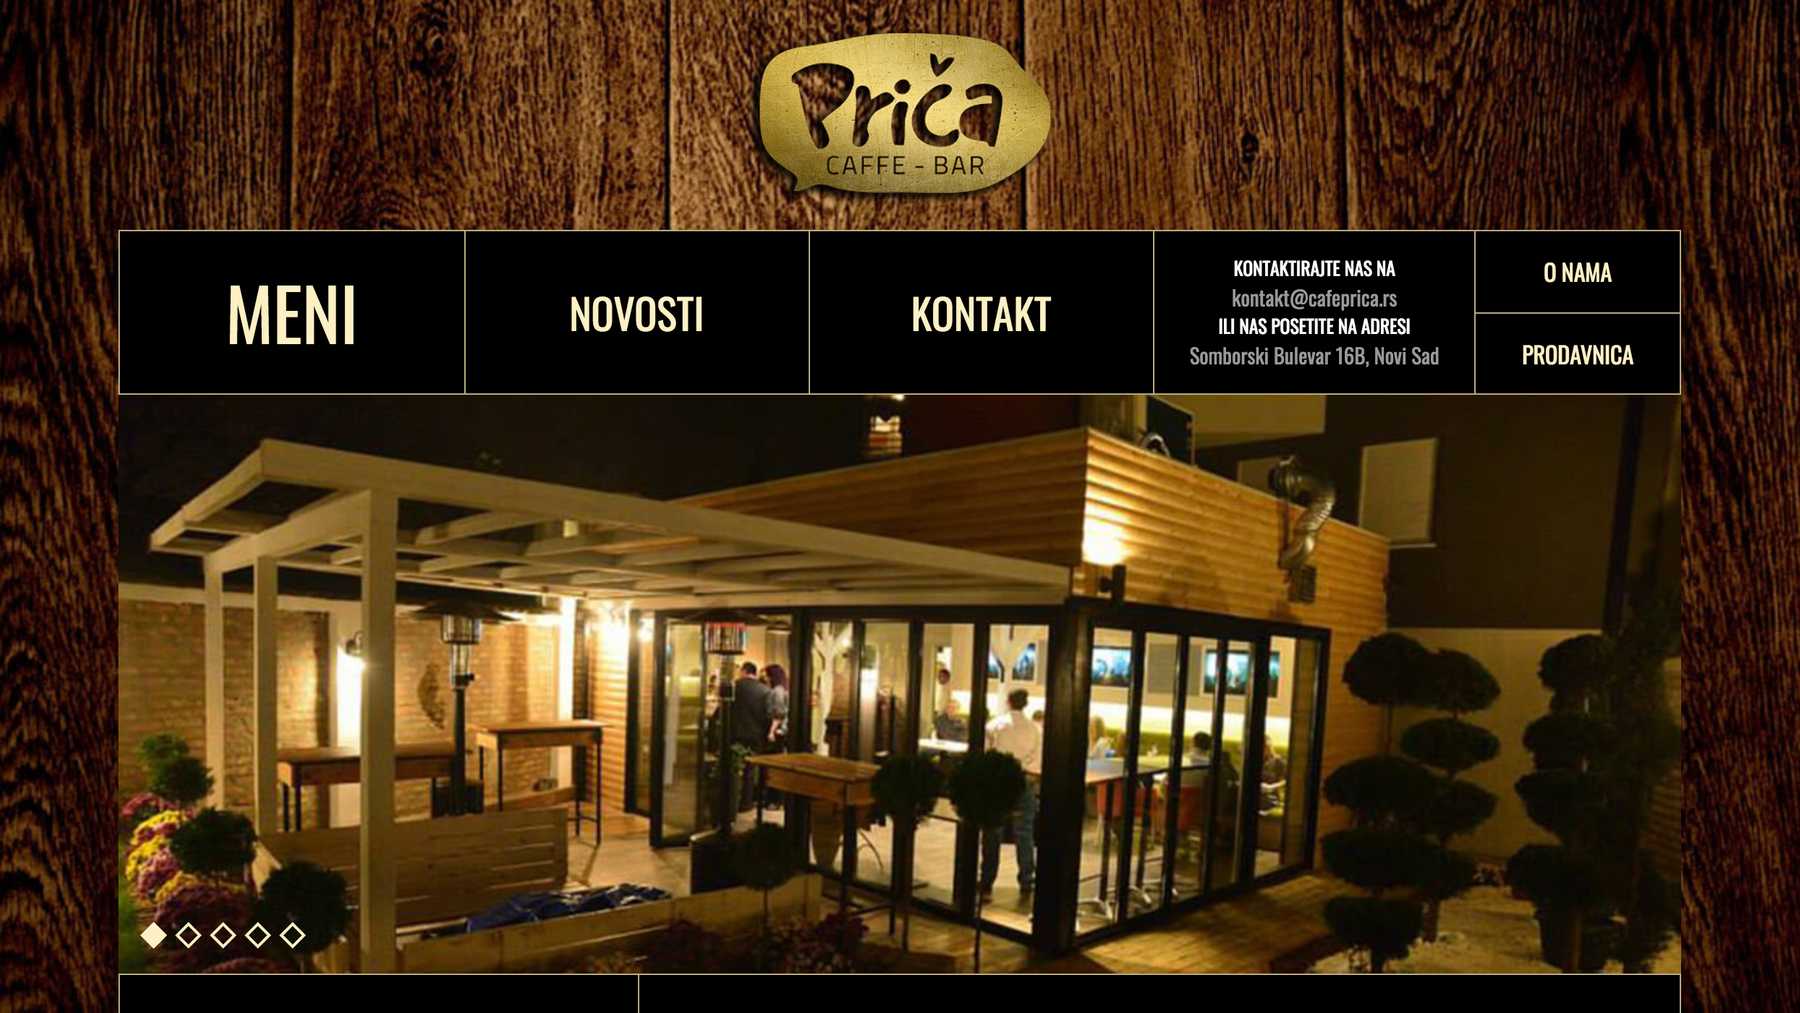 Priča
CAFFE - BAR
MENI
NOVOSTI
KONTAKT
KONTAKTIRAJTE NAS NA
kontakt@cafeprica.rs
ILI NAS POSETITE NA ADRESI
Somborski Bulevar 16B, Novi Sad
O NAMA
PRODAVNICA